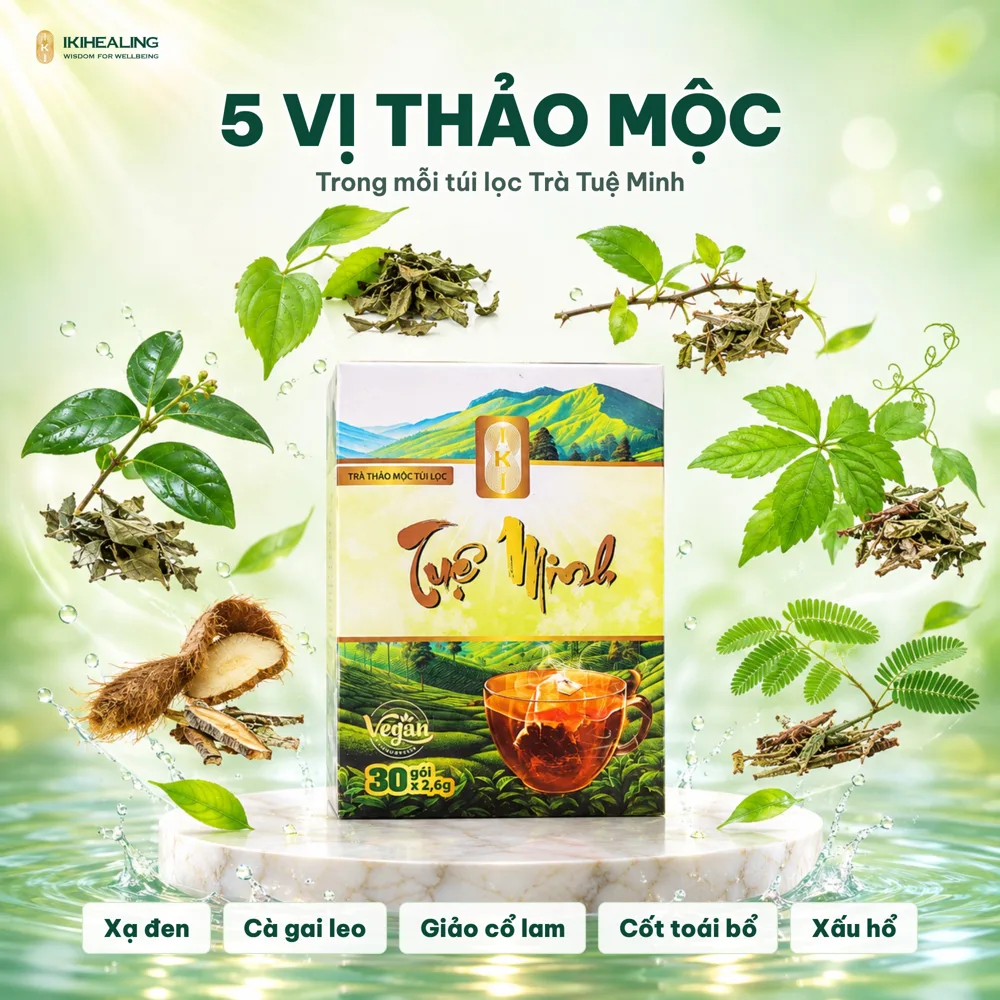 IKIHEALING
WISDOM FOR WELLBEING
5 VỊ THẢO MỘC
Trong mỗi túi lọc Trà Tuệ Minh
IKI
TRÀ THẢO MỘC TÚI LỌC
Tuệ Minh
Vegan
30 gói x 2,6g
Xạ đen
Cà gai leo
Giảo cổ lam
Cốt toái bổ
Xấu hổ